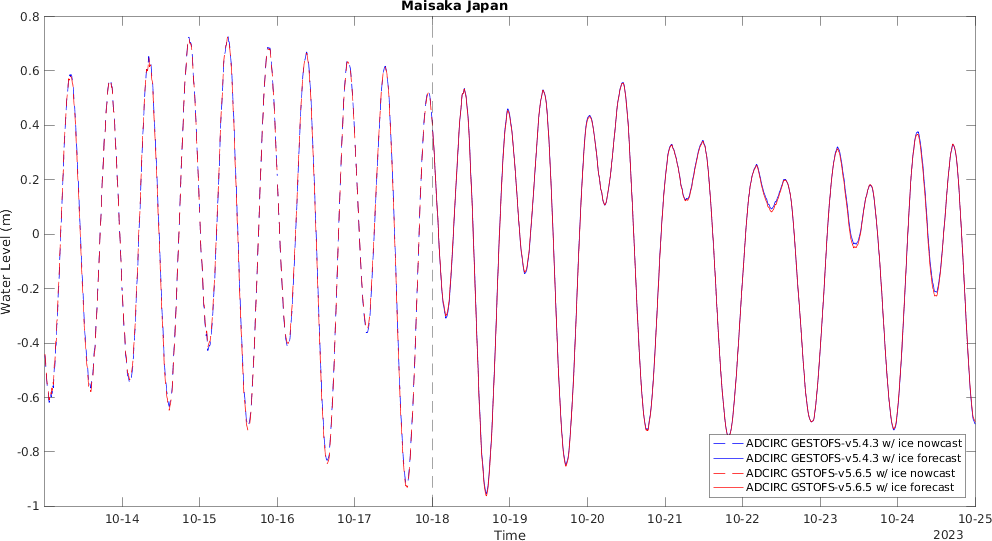 Maisaka Japan
0.8
0.6
0.4
0.2
0
-0.2
-0.4
-0.6
-0.8
-1
Water Level (m)
ADCIRC GESTOFS-v5.4.3 w/ ice nowcast
ADCIRC GESTOFS-v5.4.3 w/ ice forecast
ADCIRC GSTOFS-v5.6.5 w/ ice nowcast
ADCIRC GSTOFS-v5.6.5 w/ ice forecast
10-14 10-15 10-16 10-17 10-18 10-19 10-20 10-21 10-22 10-23 10-24 10-25
Time
2023